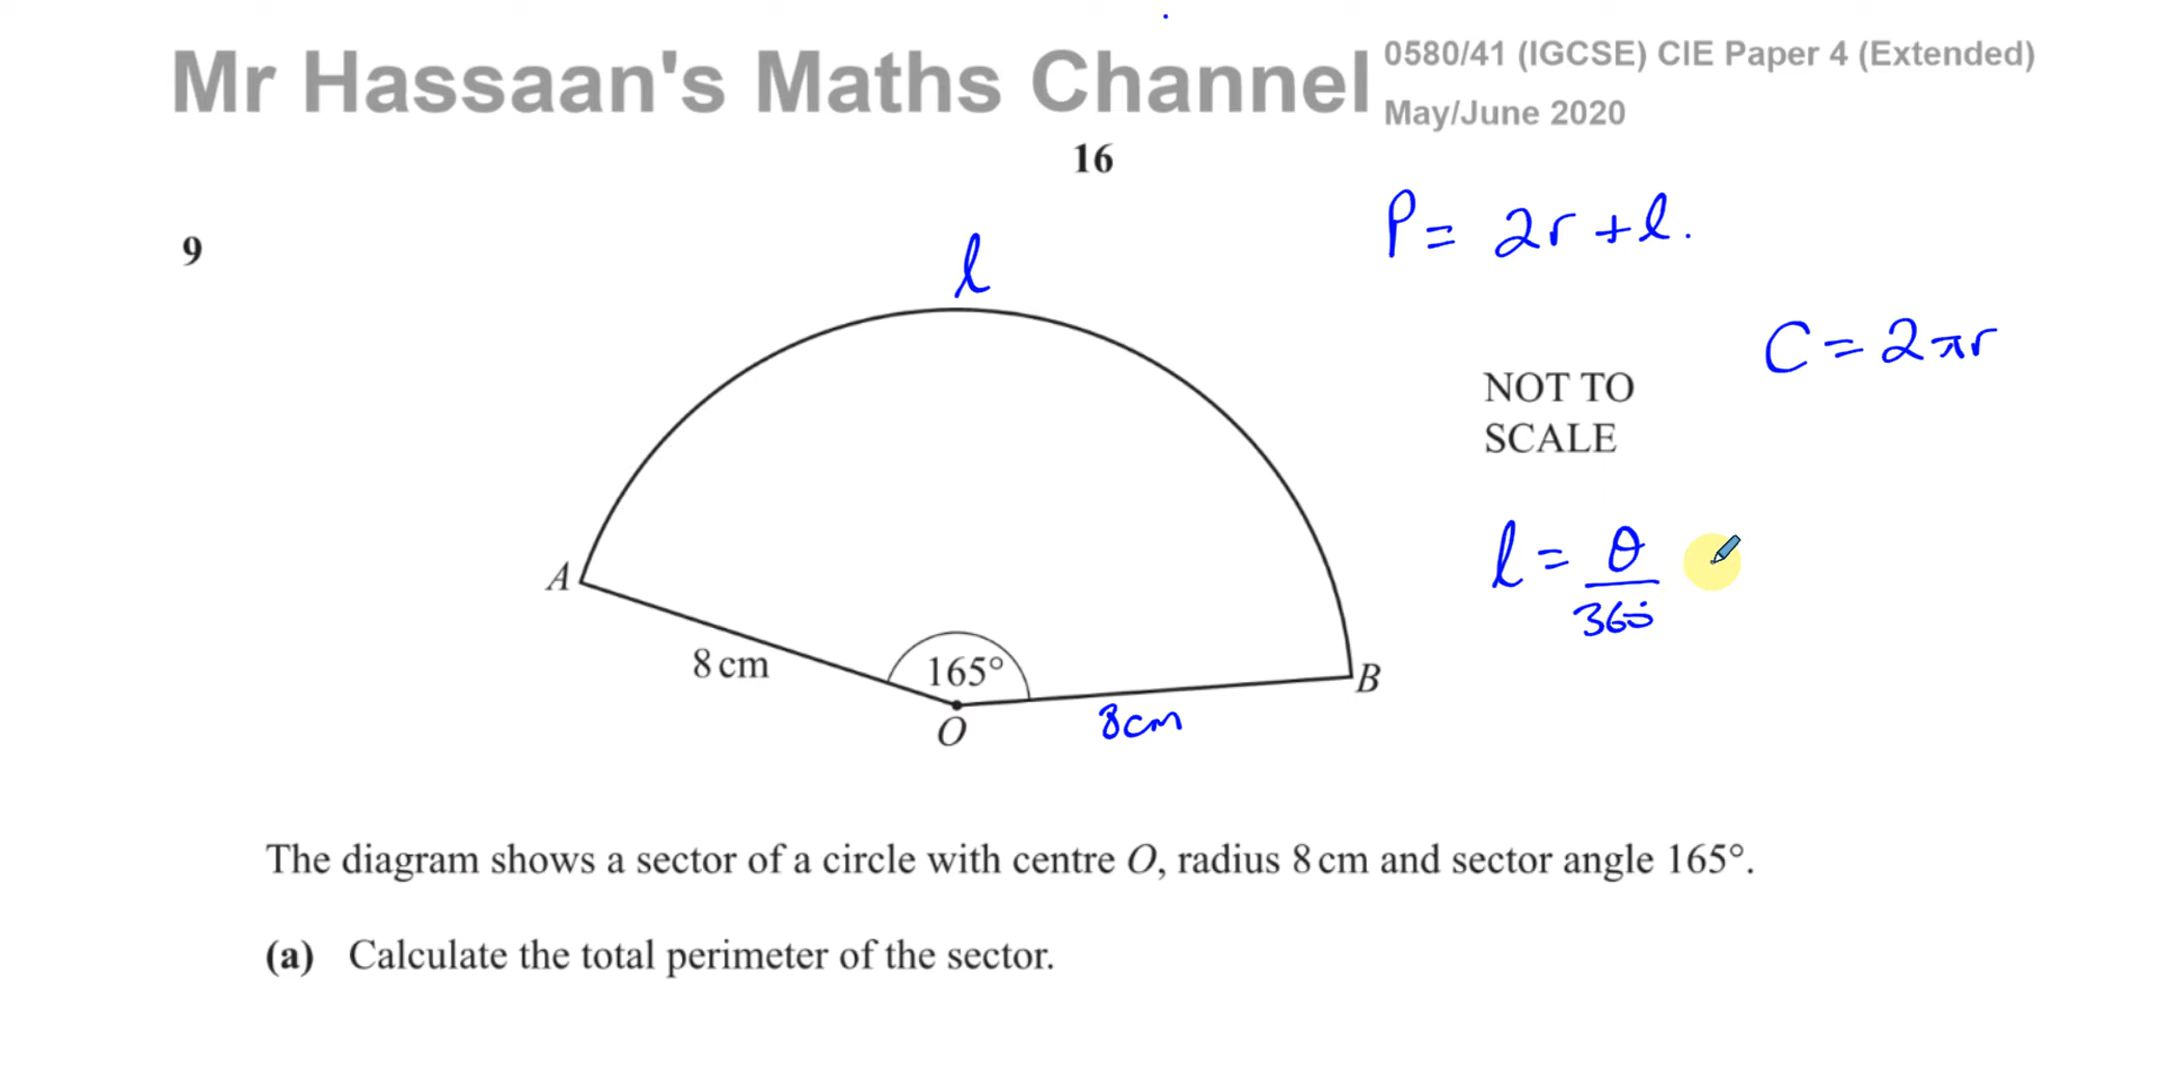 Mr Hassaan's Maths Channel
0580/41 (IGCSE) CIE Paper 4 (Extended)
May/June 2020
16
9
P = 2r + l.
l
C = 2πr
NOT TO
SCALE
l = θ
360
A
8 cm
165°
B
8cm
O
The diagram shows a sector of a circle with centre O, radius 8 cm and sector angle 165°.
(a) Calculate the total perimeter of the sector.